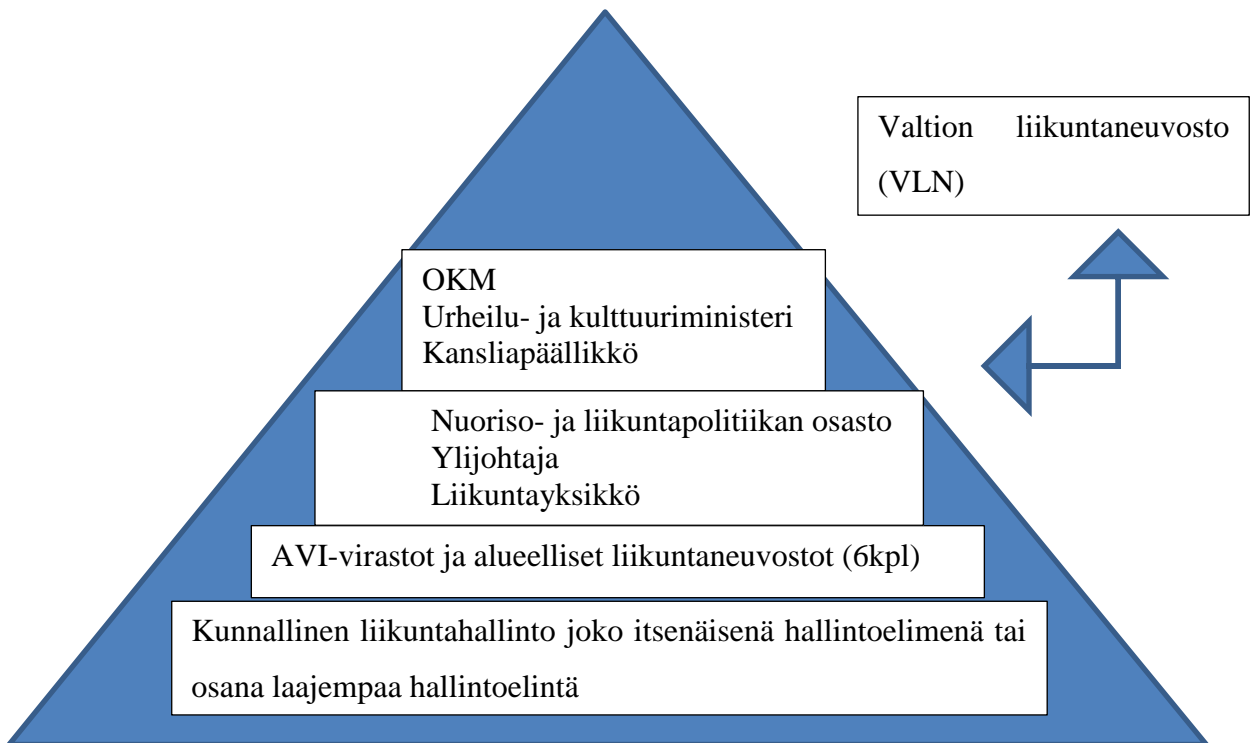 Valtion liikuntaneuvosto
(VLN)
OKM
Urheilu- ja kulttuuriministeri
Kansliapäällikkö
Nuoriso- ja liikuntapolitiikan osasto
Ylijohtaja
Liikuntayksikkö
AVI-virastot ja alueelliset liikuntaneuvostot (6kpl)
Kunnallinen liikuntahallinto joko itsenäisenä hallintoelimenä tai
osana laajempaa hallintoelintä